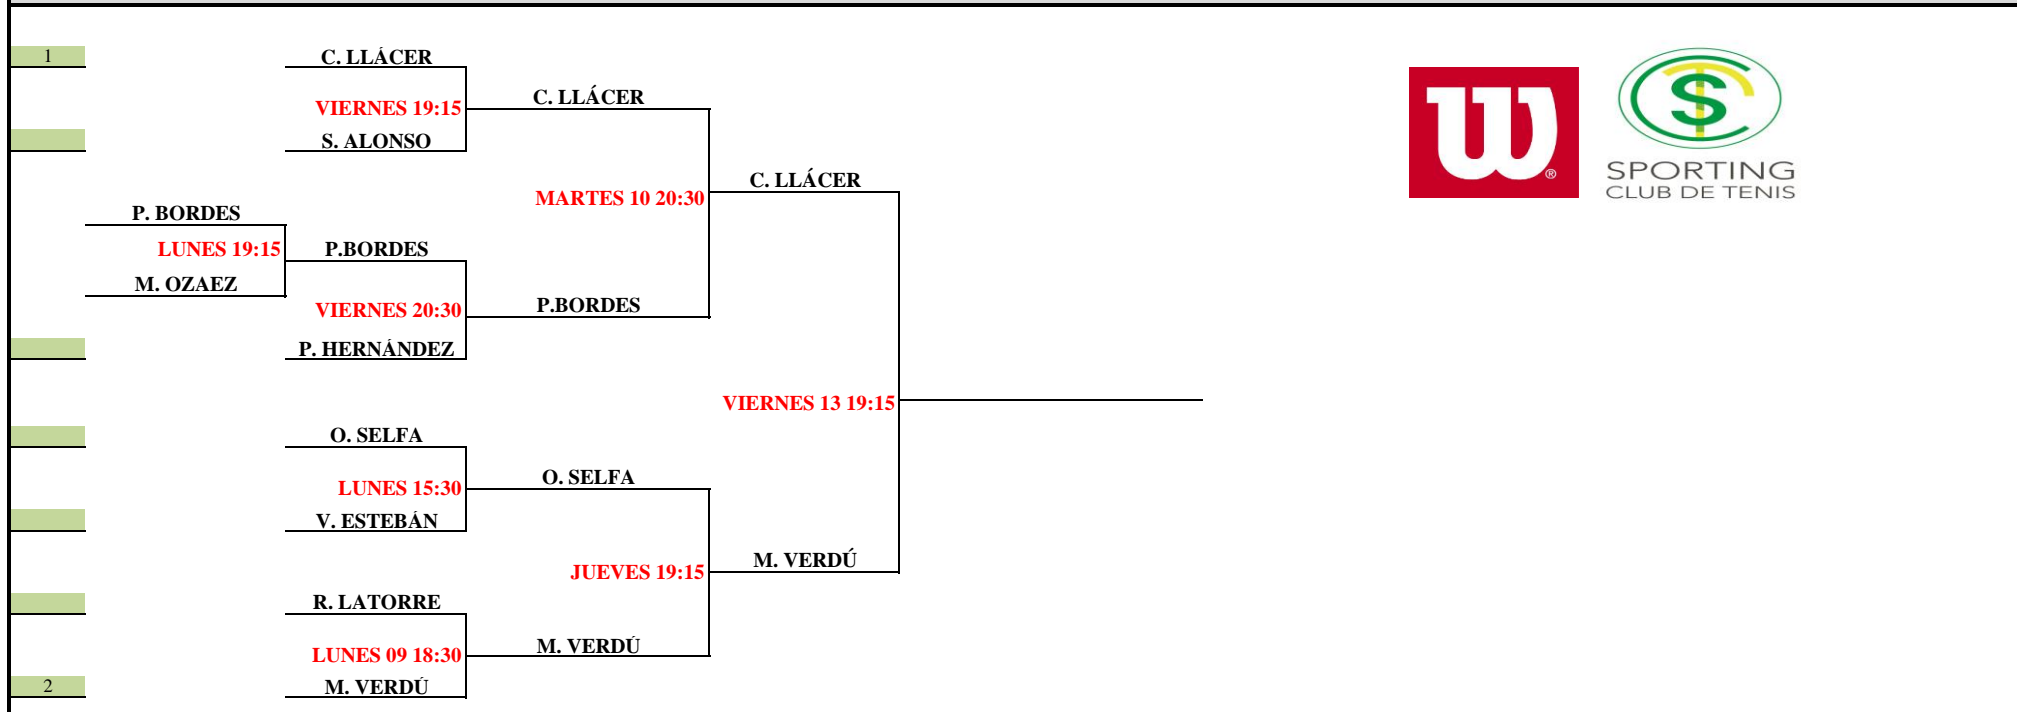 1
C. LLÁCER
VIERNES 19:15
S. ALONSO
C. LLÁCER
MARTES 10 20:30
C. LLÁCER
P. BORDES
LUNES 19:15
M. OZAEZ
P.BORDES
VIERNES 20:30
P. HERNÁNDEZ
P.BORDES
VIERNES 13 19:15
O. SELFA
LUNES 15:30
V. ESTEBÁN
O. SELFA
JUEVES 19:15
M. VERDÚ
R. LATORRE
LUNES 09 18:30
M. VERDÚ
M. VERDÚ
2
W®
STC
SPORTING
CLUB DE TENIS